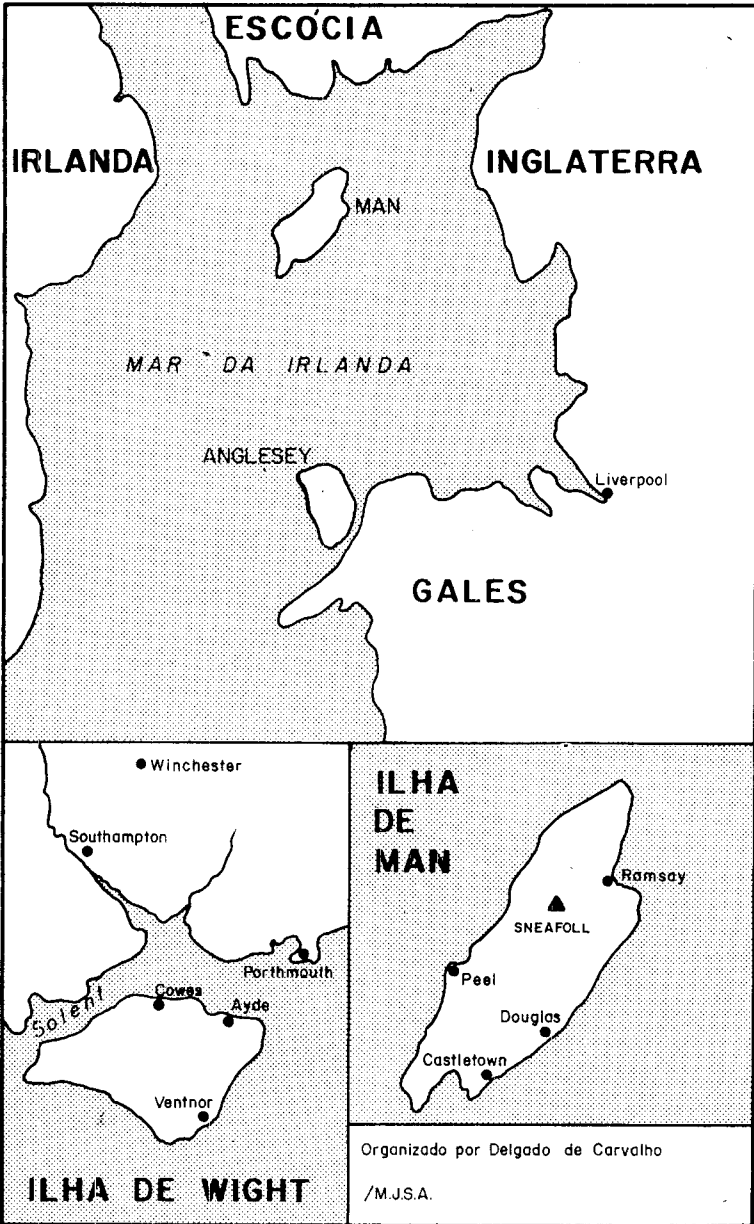 ESCÓCIA
IRLANDA
INGLATERRA
MAN
MAR DA IRLANDA
ANGLESEY
Liverpool
GALES
Winchester
Southampton
Porthmouth
Solent
Cowes
Ayde
Ventnor
ILHA DE WIGHT
ILHA
DE
MAN
Ramsay
SNEAFOLL
Peel
Douglas
Castletown
Organizado por Delgado de Carvalho
/M.J.S.A.